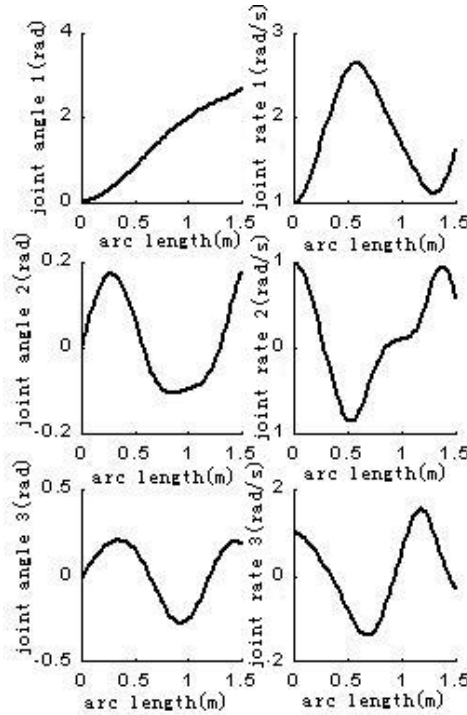 4
2
0
joint angle 1(rad)
0 0.5 1 1.5
arc length(m)
3
2
1
joint rate 1(rad/s)
0 0.5 1 1.5
arc length(m)
0.2
0
-0.2
joint angle 2(rad)
0 0.5 1 1.5
arc length(m)
1
0
1
joint rate 2(rad/s)
0 0.5 1 1.5
arc length(m)
0.5
0
-0.5
joint angle 3(rad)
0 0.5 1 1.5
arc length(m)
2
0
-2
joint rate 3(rad/s)
0 0.5 1 1.5
arc length(m)